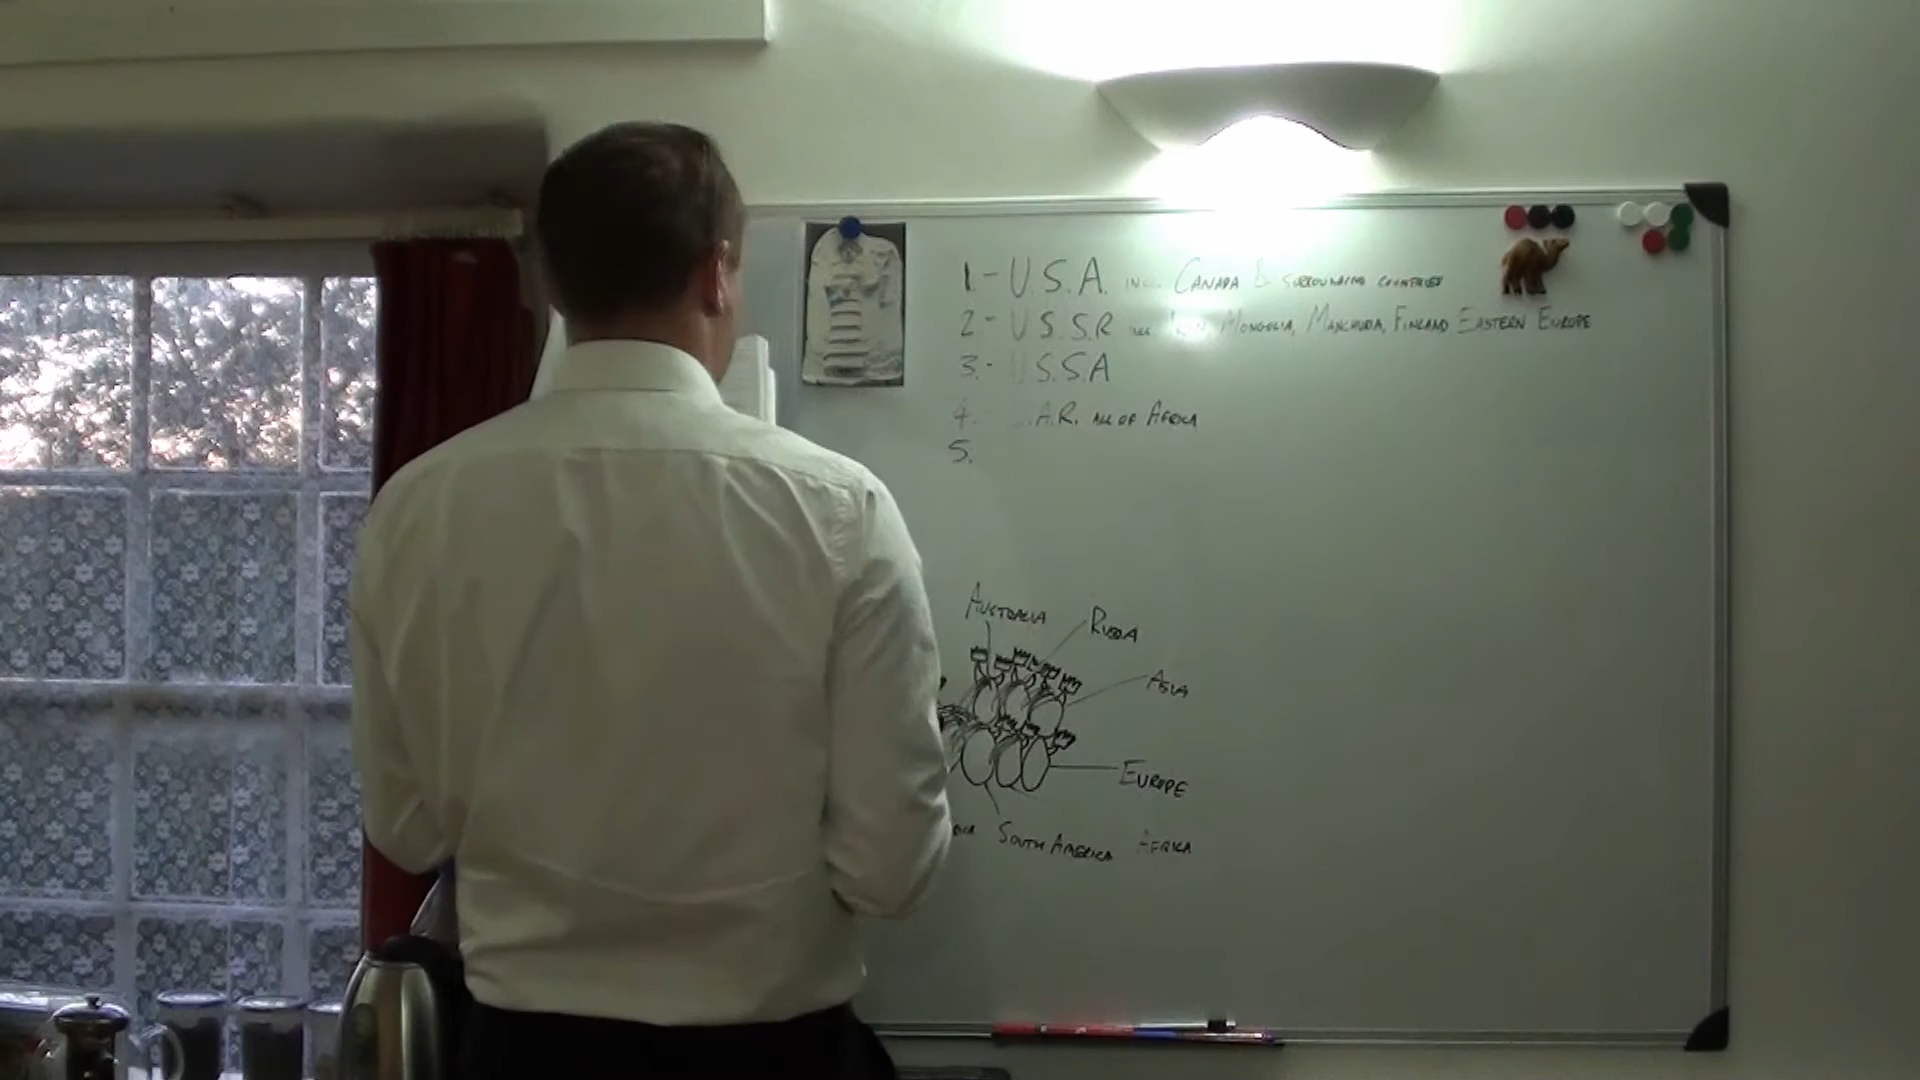 1 - U.S.A. INCL. CANADA & SURROUNDING COUNTRIES
2 - U.S.S.R INCL MONGOLIA, MANCHURIA, FINLAND EASTERN EUROPE
3.- U.S.S.A
4. .A.R. ALL OF AFRICA
5.
AUSTRALIA
RUSSIA
ASIA
EUROPE
SOUTH AMERICA AFRICA